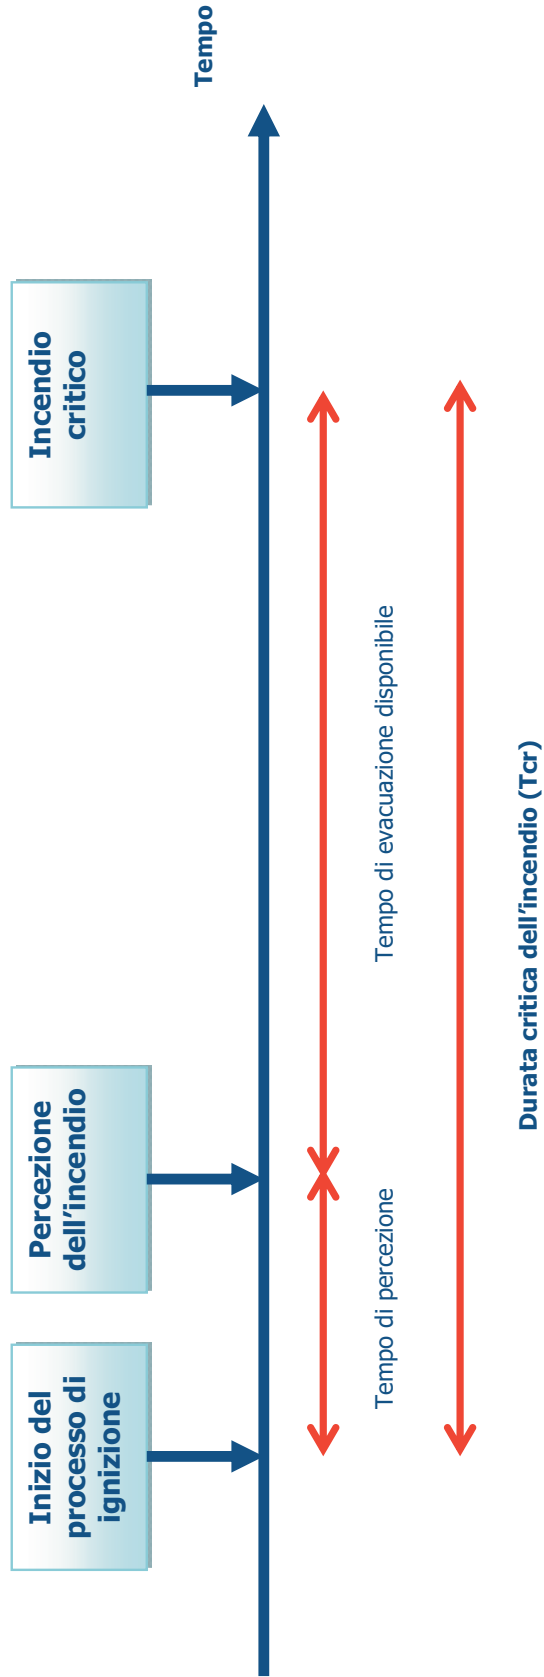 Inizio del
processo di
ignizione
Percezione
dell’incendio
Incendio
critico
Tempo
Tempo di percezione
Tempo di evacuazione disponibile
Durata critica dell’incendio (Tcr)